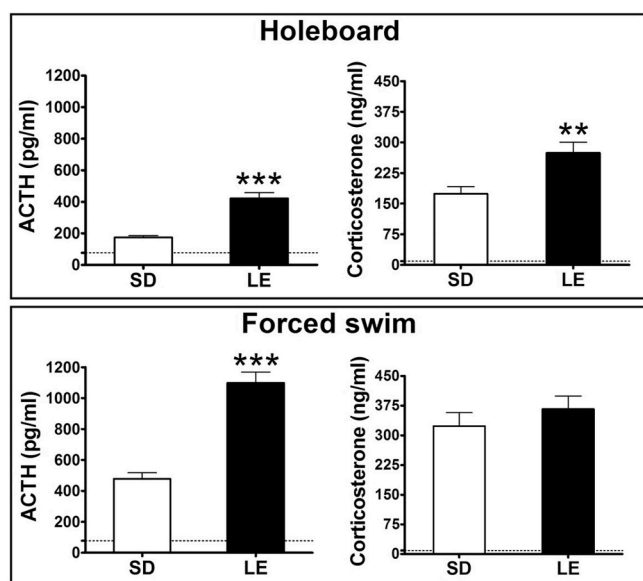 Holeboard
ACTH (pg/ml)
1200
1000
800
600
400
200
0
***
SD
LE
Corticosterone (ng/ml)
450
375
300
225
150
75
0
**
SD
LE
Forced swim
ACTH (pg/ml)
1200
1000
800
600
400
200
0
***
SD
LE
Corticosterone (ng/ml)
450
375
300
225
150
75
0
SD
LE